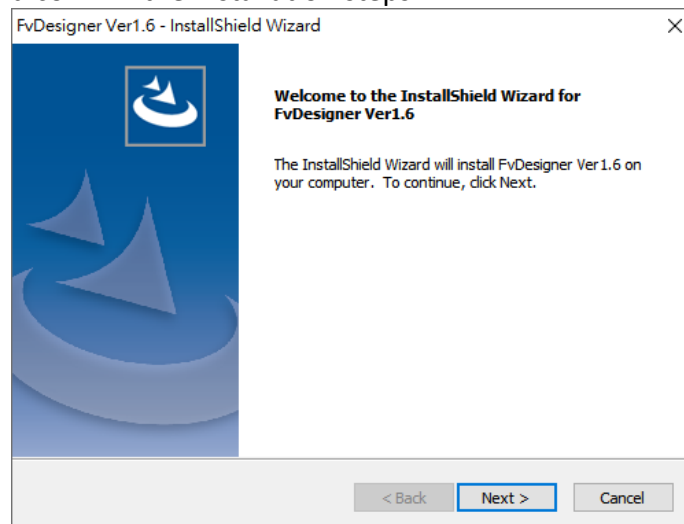 FvDesigner Ver1.6 - InstallShield Wizard
Welcome to the InstallShield Wizard for
FvDesigner Ver1.6
The InstallShield Wizard will install FvDesigner Ver1.6 on
your computer. To continue, click Next.
< Back
Next >
Cancel